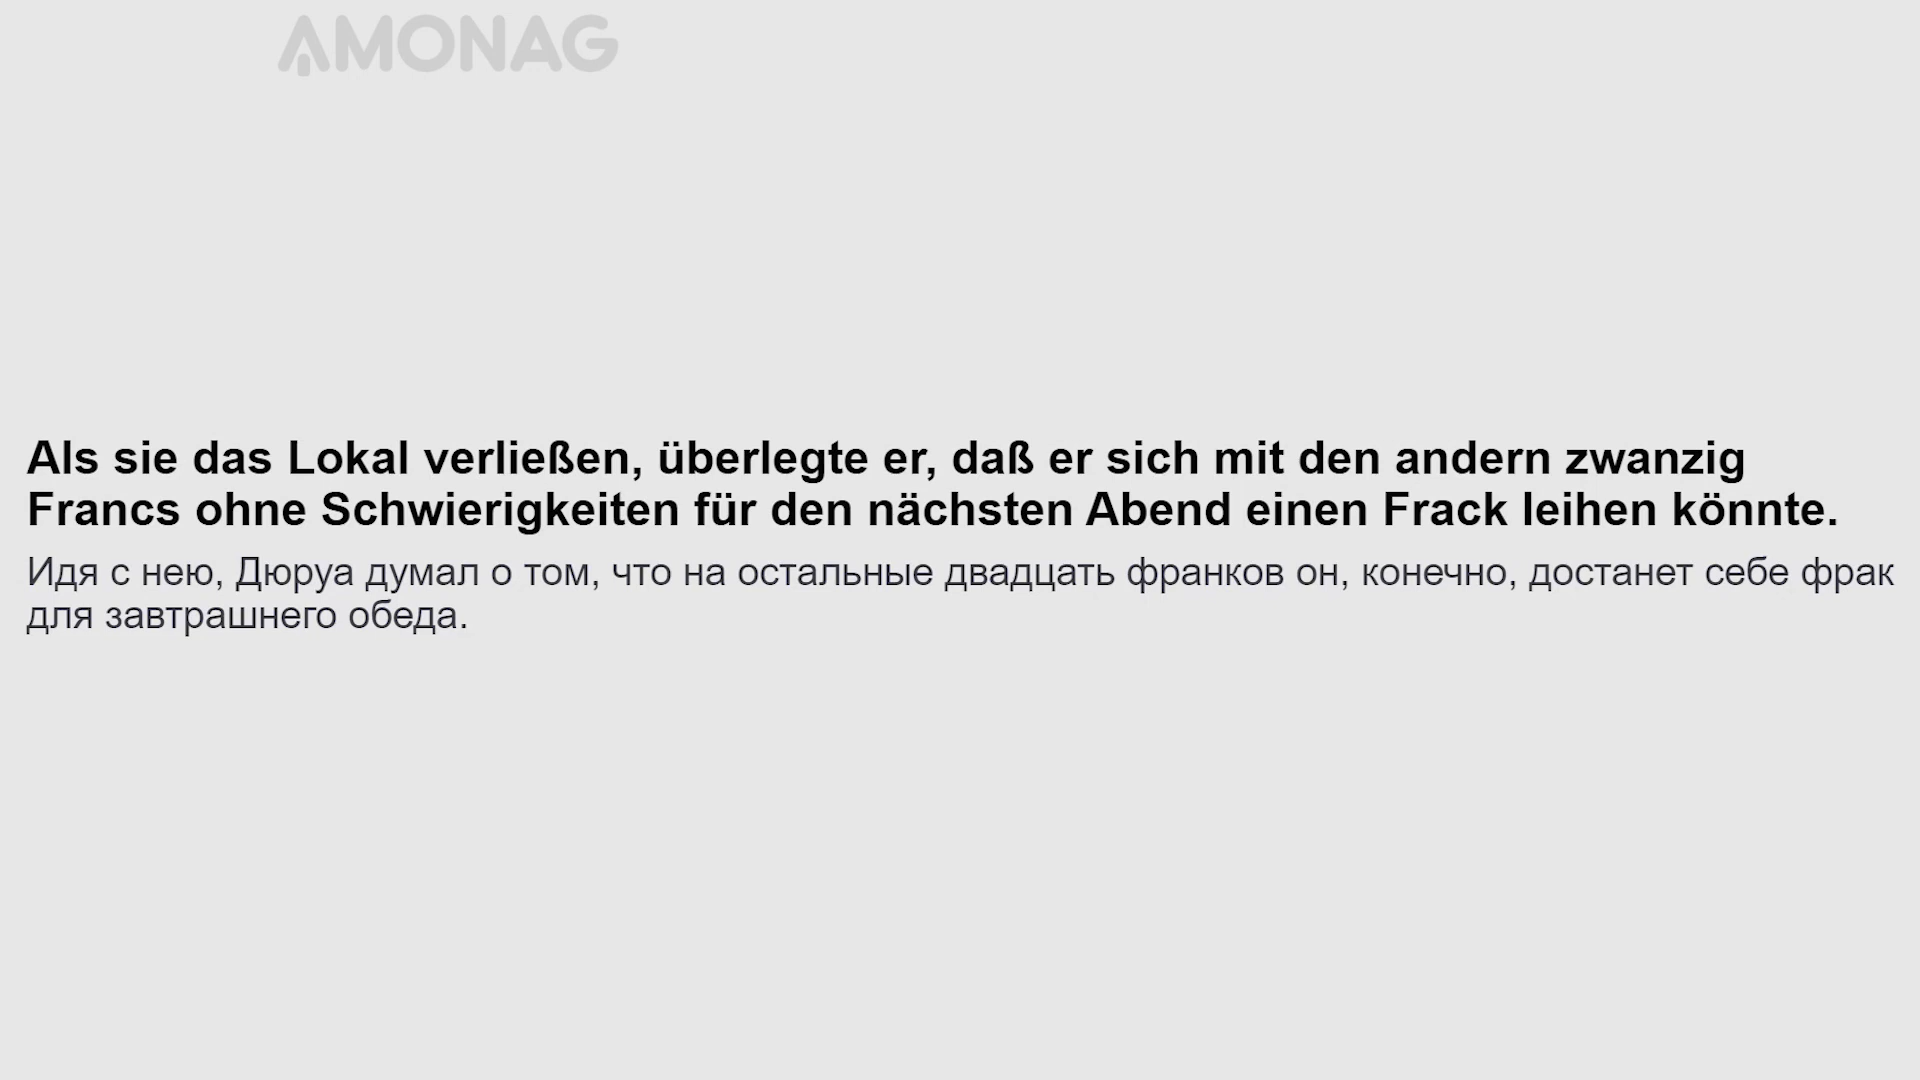 AMONAG
Als sie das Lokal verließen, überlegte er, daß er sich mit den andern zwanzig
Francs ohne Schwierigkeiten für den nächsten Abend einen Frack leihen könnte.
Идя с нею, Дюруа думал о том, что на остальные двадцать франков он, конечно, достанет себе фрак
для завтрашнего обеда.